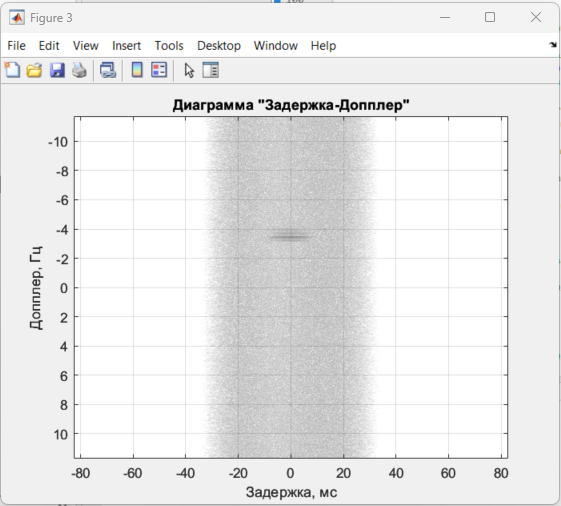 Figure 3
File Edit View Insert Tools Desktop Window Help
Диаграмма "Задержка-Допплер"
-10
-8
-6
-4
-2
0
2
4
6
8
10
Допплер, Гц
-80 -60 -40 -20 0 20 40 60 80
Задержка, мс